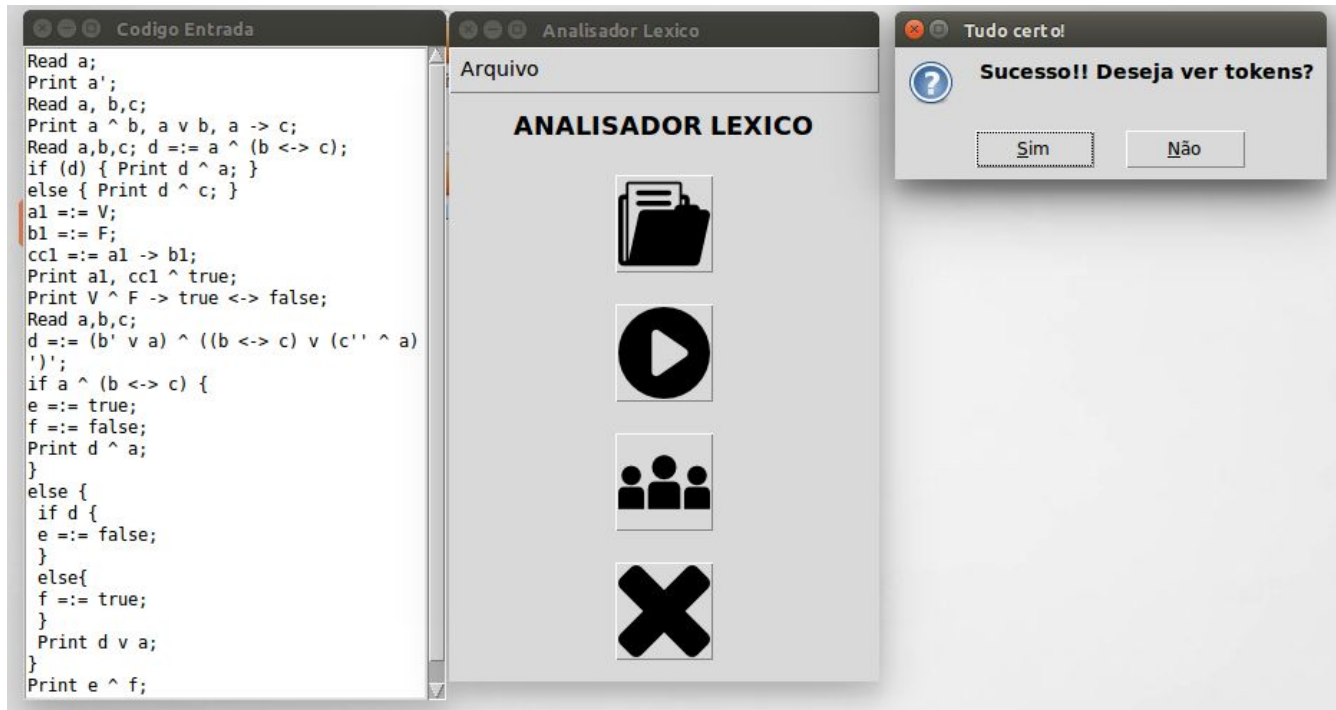 Codigo Entrada
Read a;
Print a';
Read a, b,c;
Print a ^ b, a v b, a -> c;
Read a,b,c; d =:= a ^ (b <-> c);
if (d) { Print d ^ a; }
else { Print d ^ c; }
a1 =:= V;
b1 =:= F;
cc1 =:= a1 -> b1;
Print a1, cc1 ^ true;
Print V ^ F -> true <-> false;
Read a,b,c;
d =:= (b' v a) ^ ((b <-> c) v (c'' ^ a)
')';
if a ^ (b <-> c) {
e =:= true;
f =:= false;
Print d ^ a;
}
else {
if d {
e =:= false;
}
else{
f =:= true;
}
Print d v a;
}
Print e ^ f;
Analisador Lexico
Arquivo
ANALISADOR LEXICO
Tudo certo!
Sucesso!! Deseja ver tokens?
Sim
Não